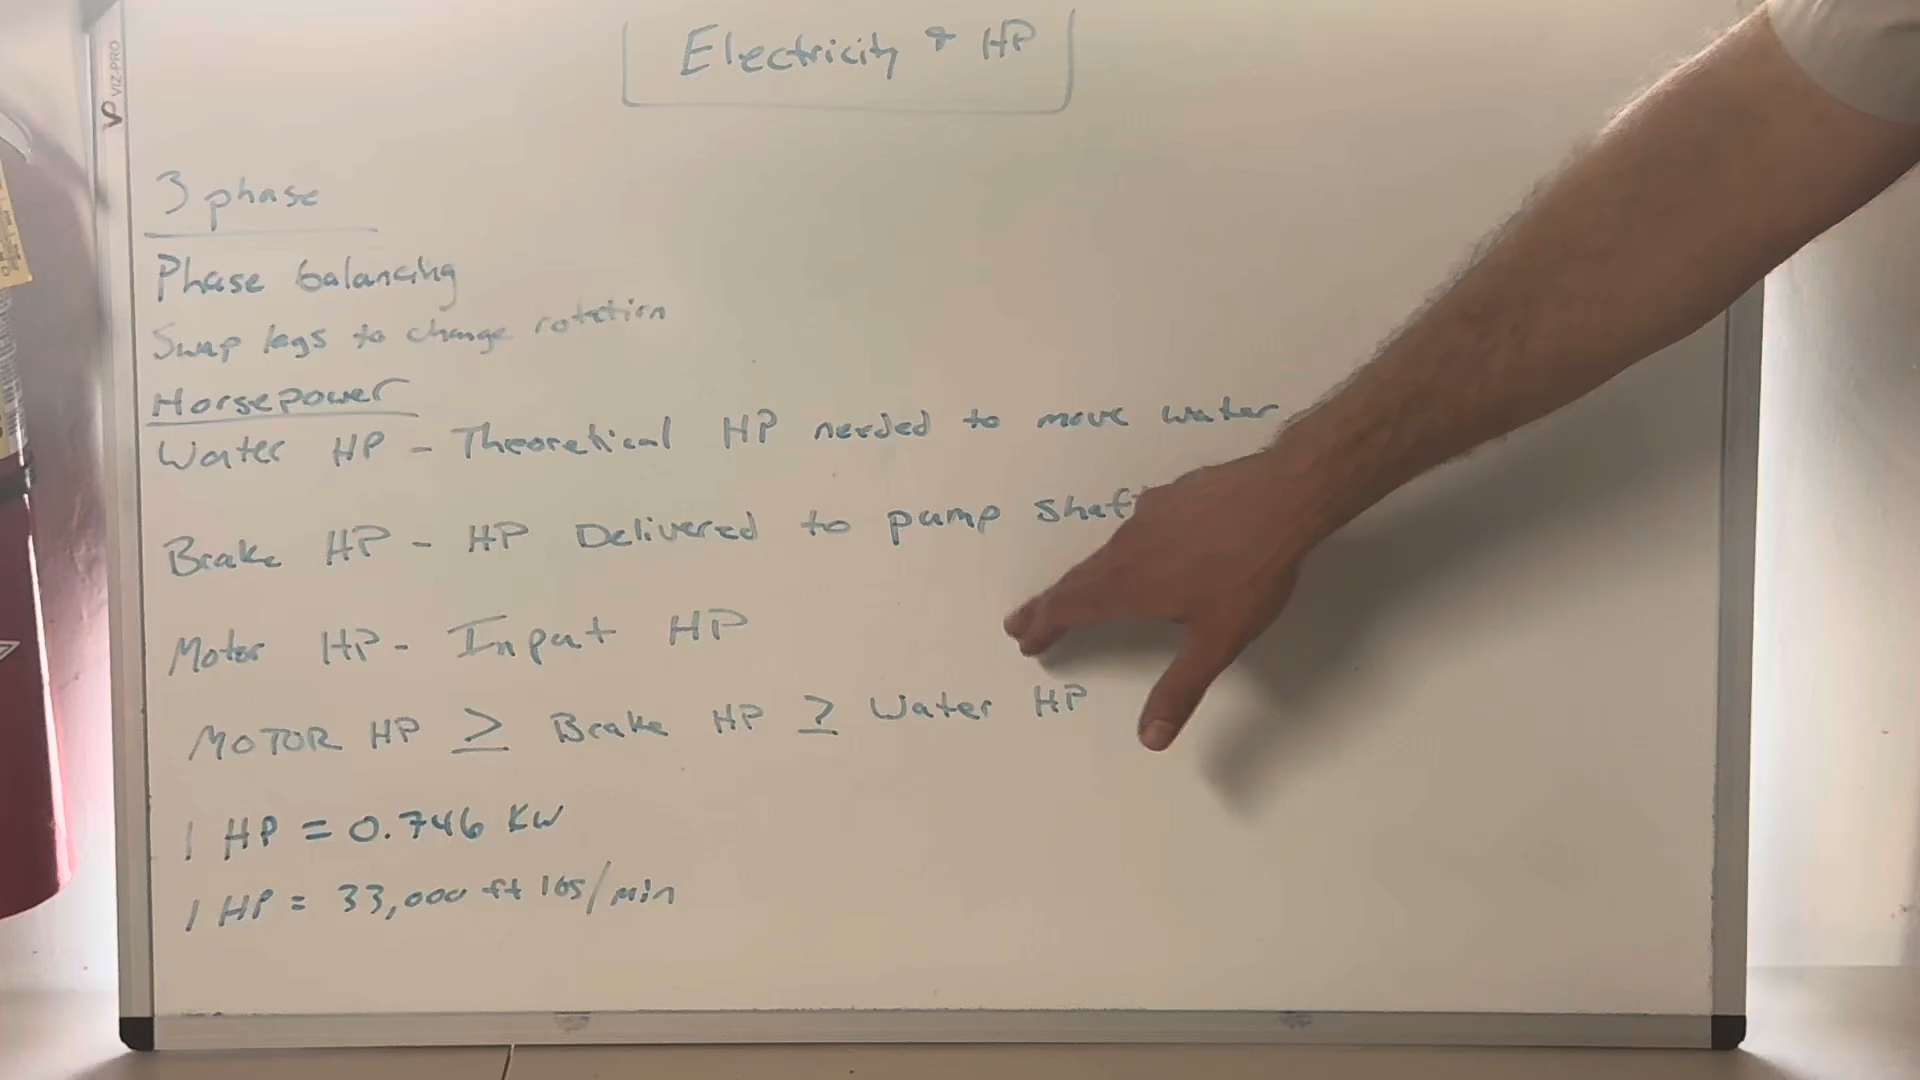 VIZ-PRO
Electricity & HP
3 phase
Phase balancing
Swap legs to change rotation
Horsepower
Water HP - Theoretical HP needed to move water
Brake HP - HP Delivered to pump shaft
Motor HP - Input HP
MOTOR HP ≥ Brake HP ≥ Water HP
1 HP = 0.746 KW
1 HP = 33,000 ft lbs/min